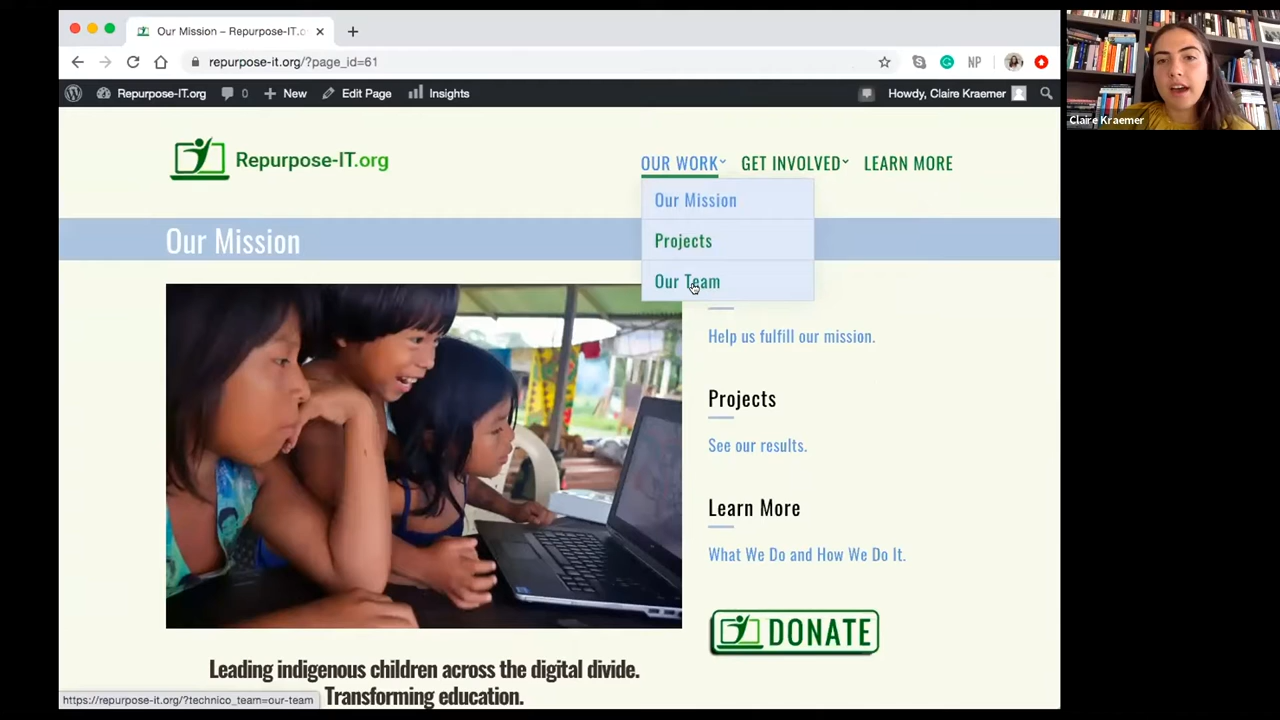 Our Mission – Repurpose-IT.o
repurpose-it.org/?page_id=61
NP
Repurpose-IT.org
0
New
Edit Page
Insights
Howdy, Claire Kraemer
Claire Kraemer
Repurpose-IT.org
OUR WORK
GET INVOLVED
LEARN MORE
Our Mission
Projects
Our Team
Our Mission
Help us fulfill our mission.
Projects
See our results.
Learn More
What We Do and How We Do It.
DONATE
Leading indigenous children across the digital divide.
Transforming education.
https://repurpose-it.org/?technico_team=our-team